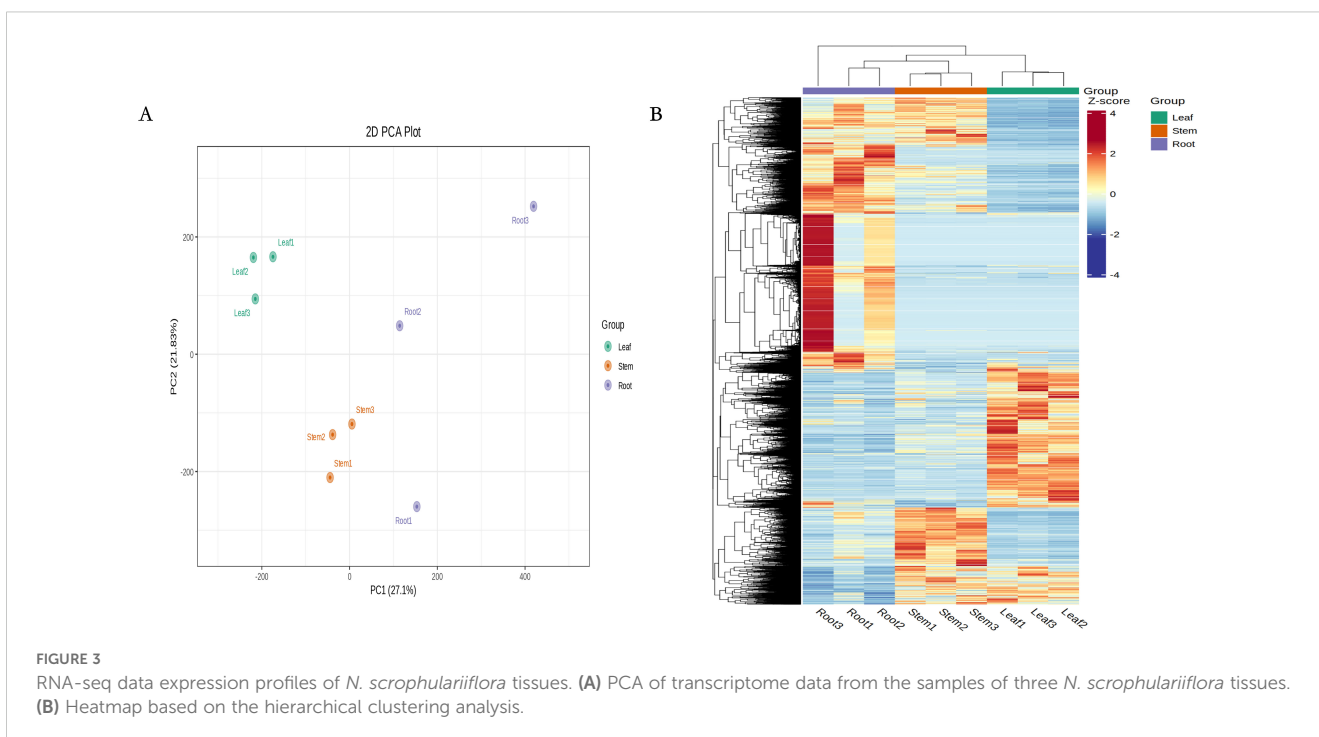 A
2D PCA Plot
PC2 (21.83%)
200
0
-200
-200
0
200
400
PC1 (27.1%)
Leaf1
Leaf2
Leaf3
Root3
Root2
Stem3
Stem2
Stem1
Root1
Group
Leaf
Stem
Root
B
Group
Z-score
4
2
0
-2
-4
Group
Leaf
Stem
Root
Root3
Root1
Root2
Stem1
Stem2
Stem3
Leaf1
Leaf3
Leaf2
FIGURE 3
RNA-seq data expression profiles of N. scrophulariiflora tissues. (A) PCA of transcriptome data from the samples of three N. scrophulariiflora tissues.
(B) Heatmap based on the hierarchical clustering analysis.